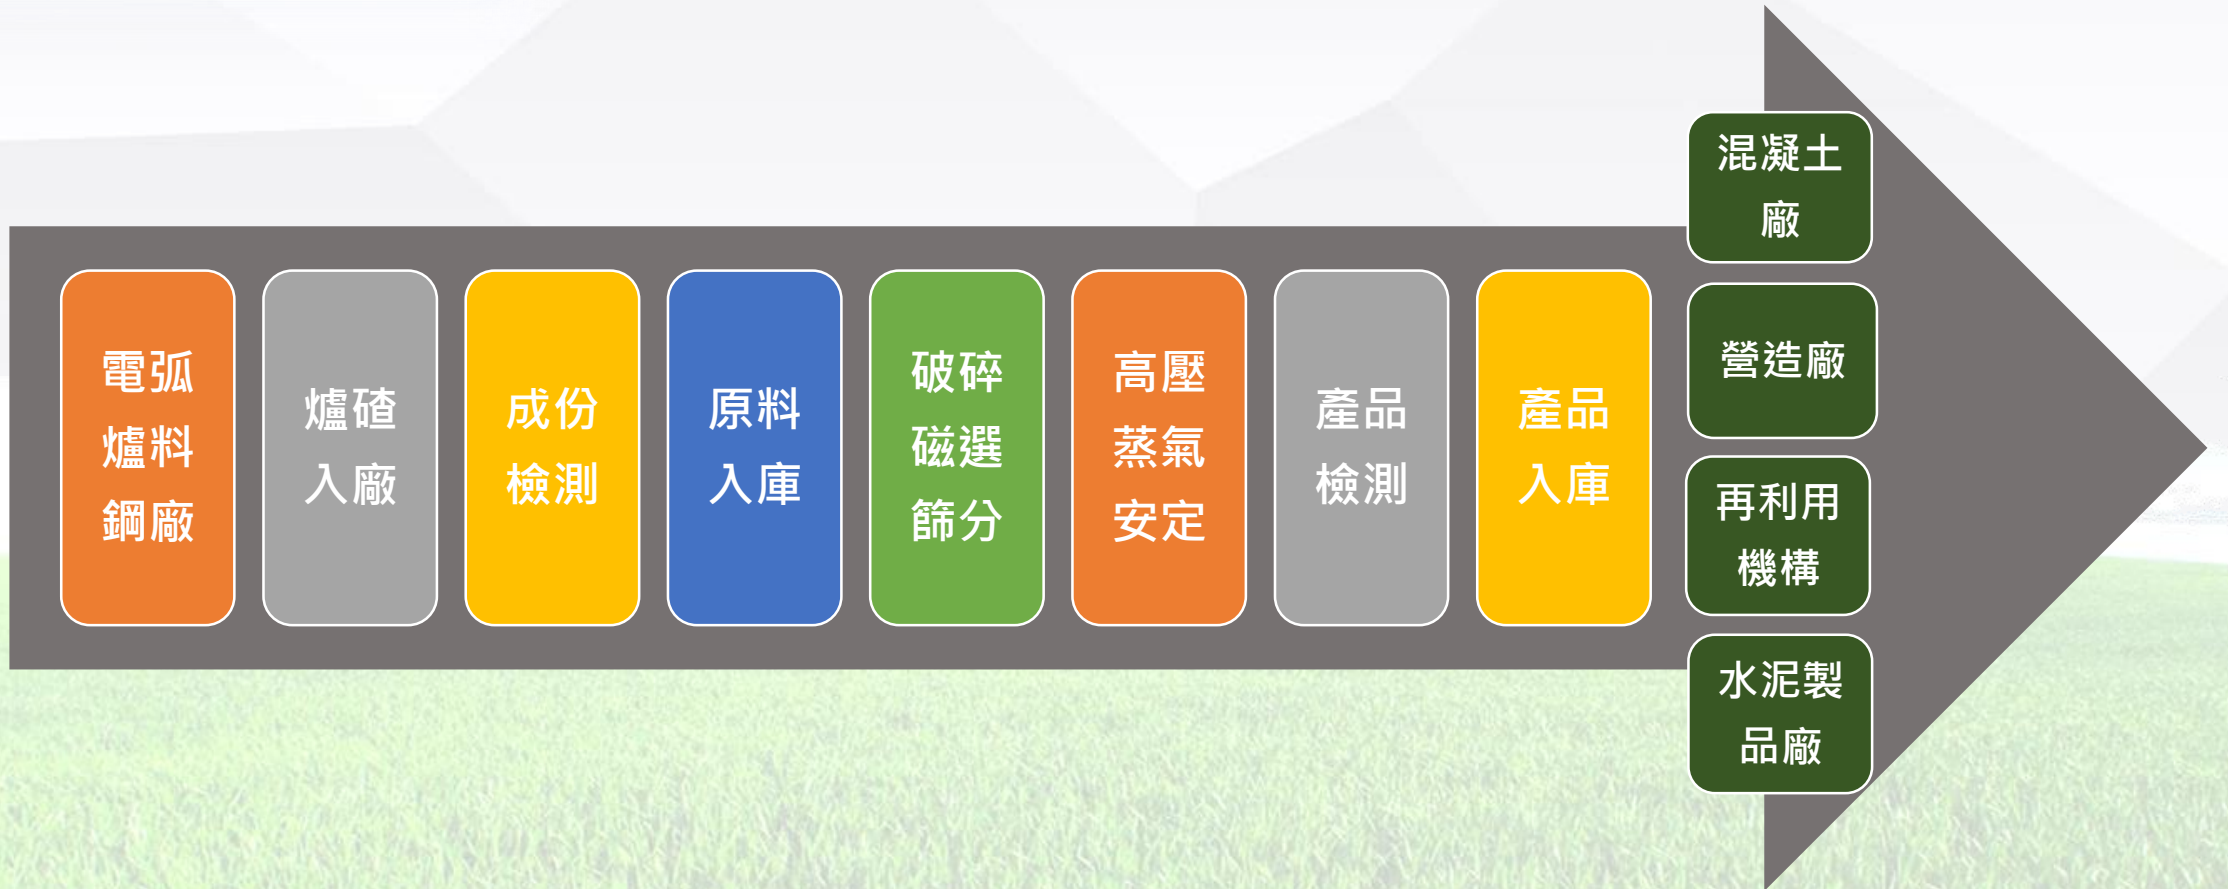 電弧
爐料
鋼廠
爐碴
入廠
成份
檢測
原料
入庫
破碎
磁選
篩分
高壓
蒸氣
安定
產品
檢測
產品
入庫
混凝土
廠
營造廠
再利用
機構
水泥製
品廠